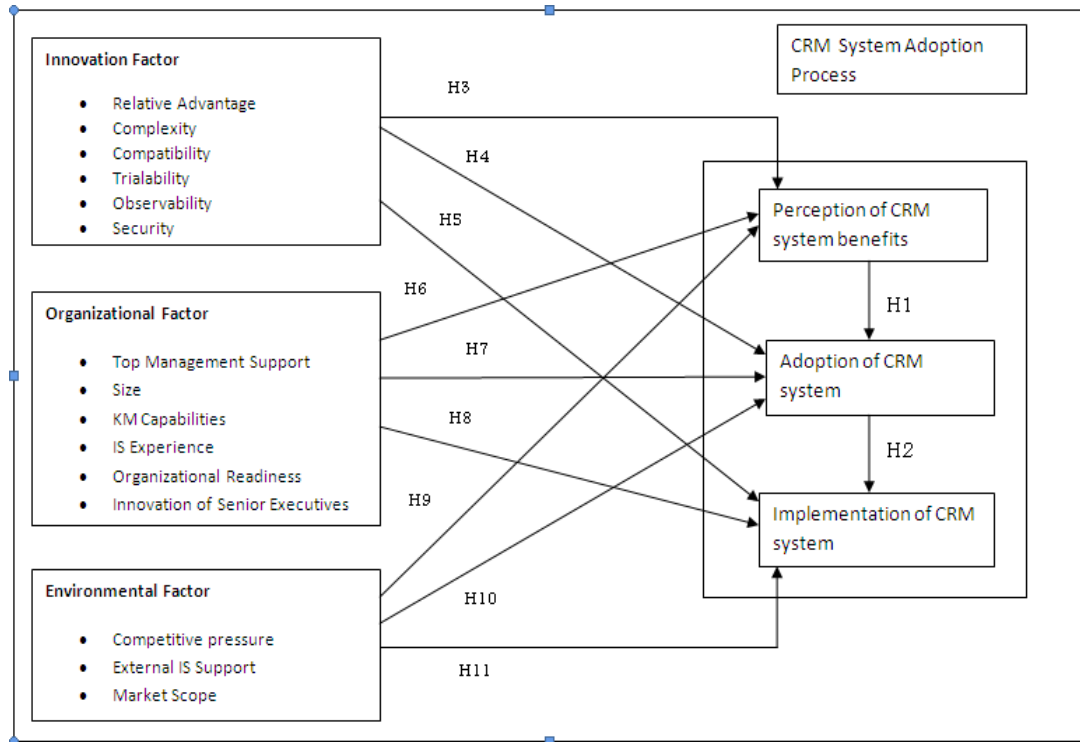 Innovation Factor
• Relative Advantage
• Complexity
• Compatibility
• Trialability
• Observability
• Security
Organizational Factor
• Top Management Support
• Size
• KM Capabilities
• IS Experience
• Organizational Readiness
• Innovation of Senior Executives
Environmental Factor
• Competitive pressure
• External IS Support
• Market Scope
H3
H4
H5
H6
H7
H8
H9
H10
H11
CRM System Adoption
Process
Perception of CRM
system benefits
H1
Adoption of CRM
system
H2
Implementation of CRM
system